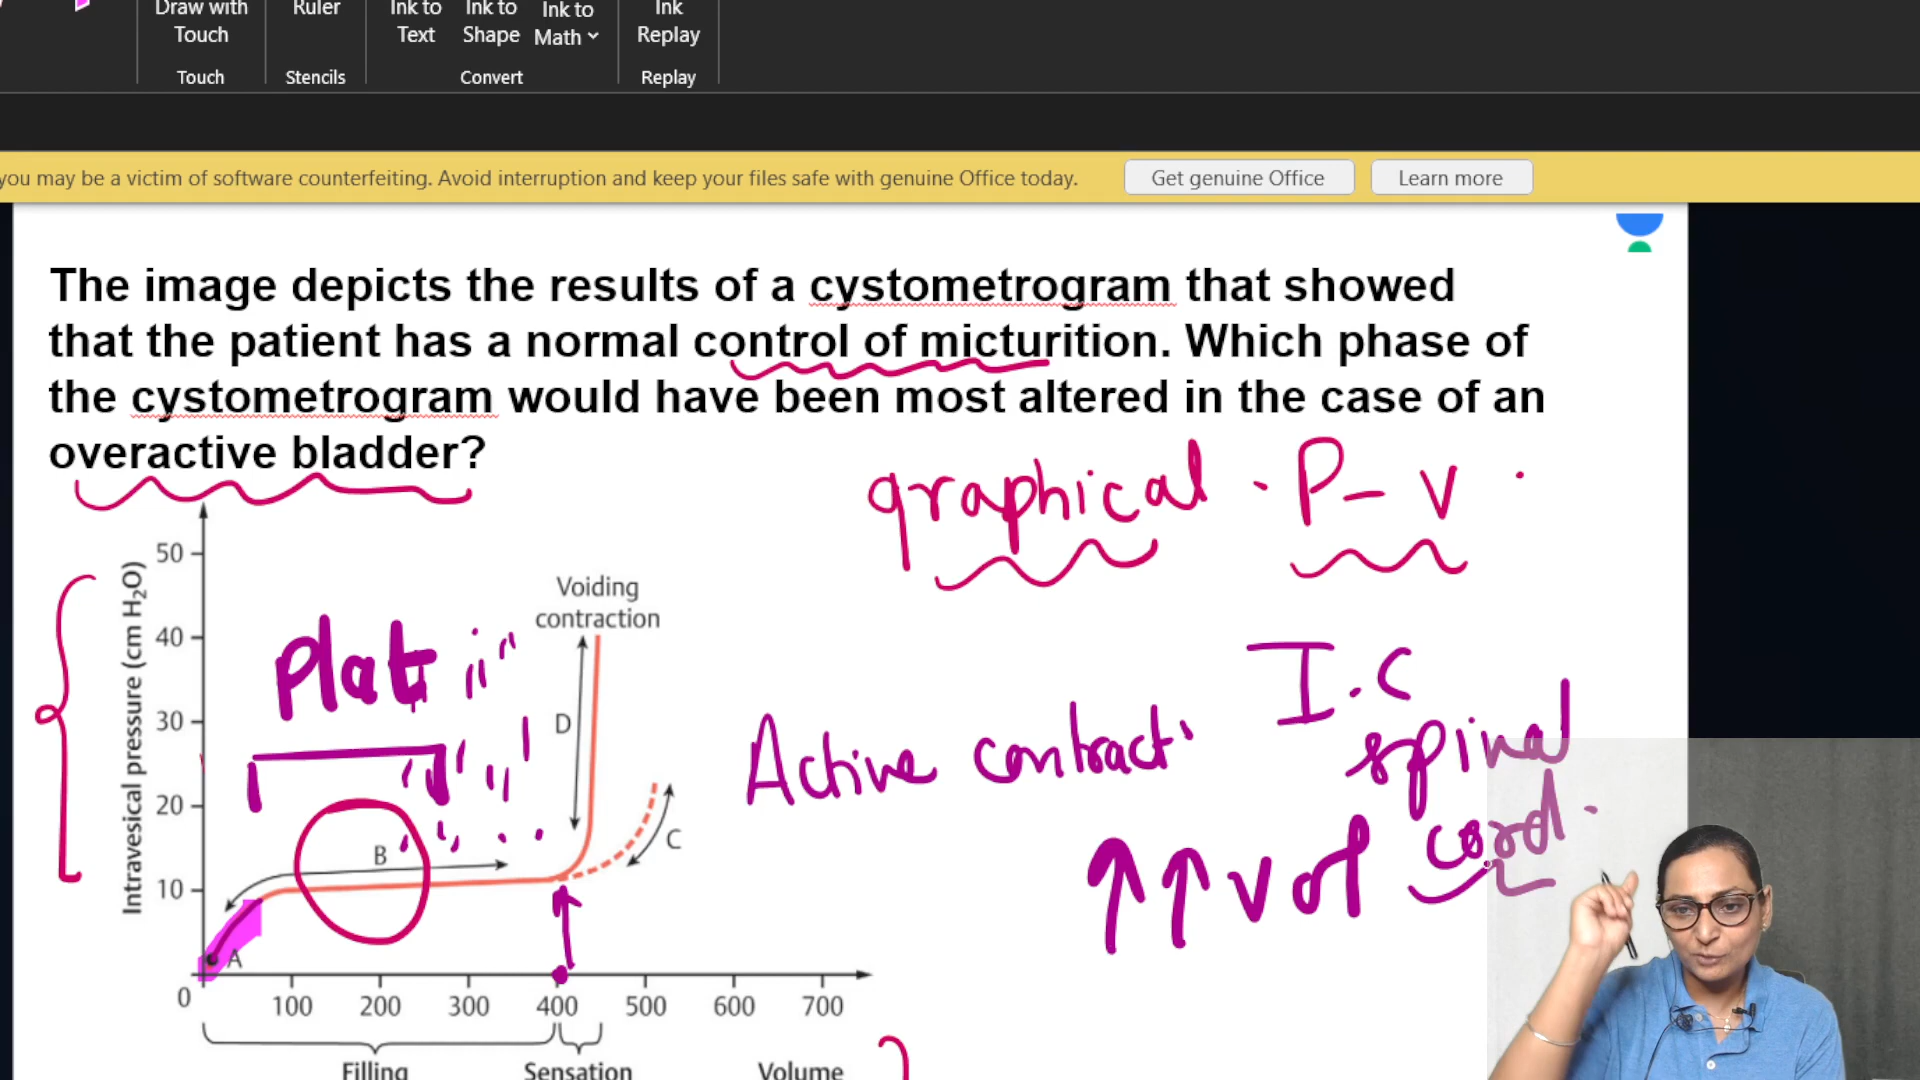 Draw with Touch
Ruler
Ink to Text
Ink to Shape
Ink to Math
Ink Replay
Touch
Stencils
Convert
Replay
you may be a victim of software counterfeiting. Avoid interruption and keep your files safe with genuine Office today.
Get genuine Office
Learn more
The image depicts the results of a cystometrogram that showed
that the patient has a normal control of micturition. Which phase of
the cystometrogram would have been most altered in the case of an
overactive bladder?
graphical . P - V .
Intravesical pressure (cm H₂O)
50
40
30
20
10
0
Voiding
contraction
Plat
D
B
C
A
I.C
Active contract
spinal
cord.
↑↑ vol
100 200 300 400 500 600 700
Filling
Sensation
Volume